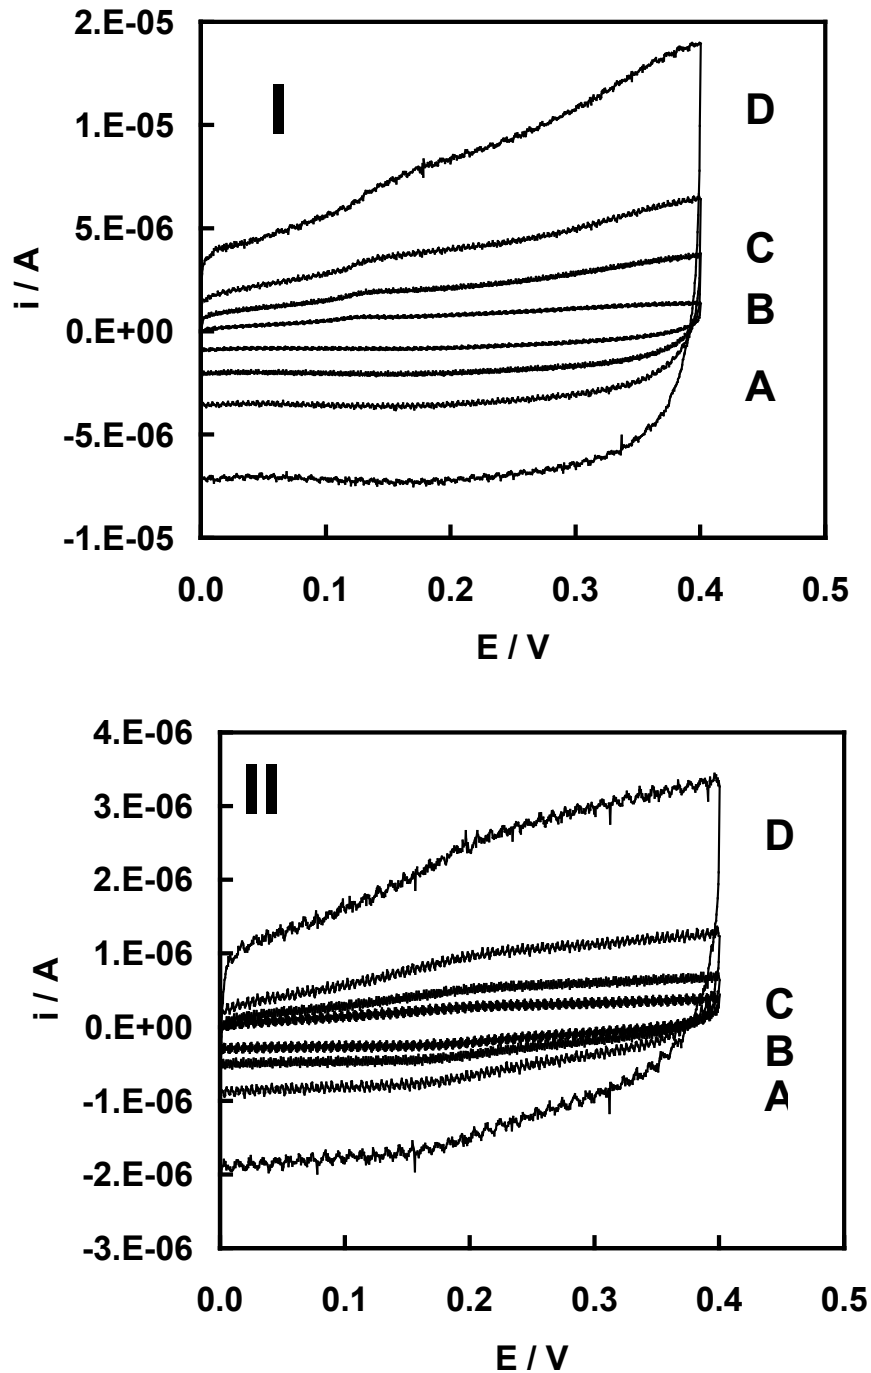 2.E-05
I
D
1.E-05
5.E-06
C
i / A
B
0.E+00
A
-5.E-06
-1.E-05
0.0 0.1 0.2 0.3 0.4 0.5
E / V
4.E-06
II
3.E-06
D
2.E-06
1.E-06
C
i / A
0.E+00
B
A
-1.E-06
-2.E-06
-3.E-06
0.0 0.1 0.2 0.3 0.4 0.5
E / V